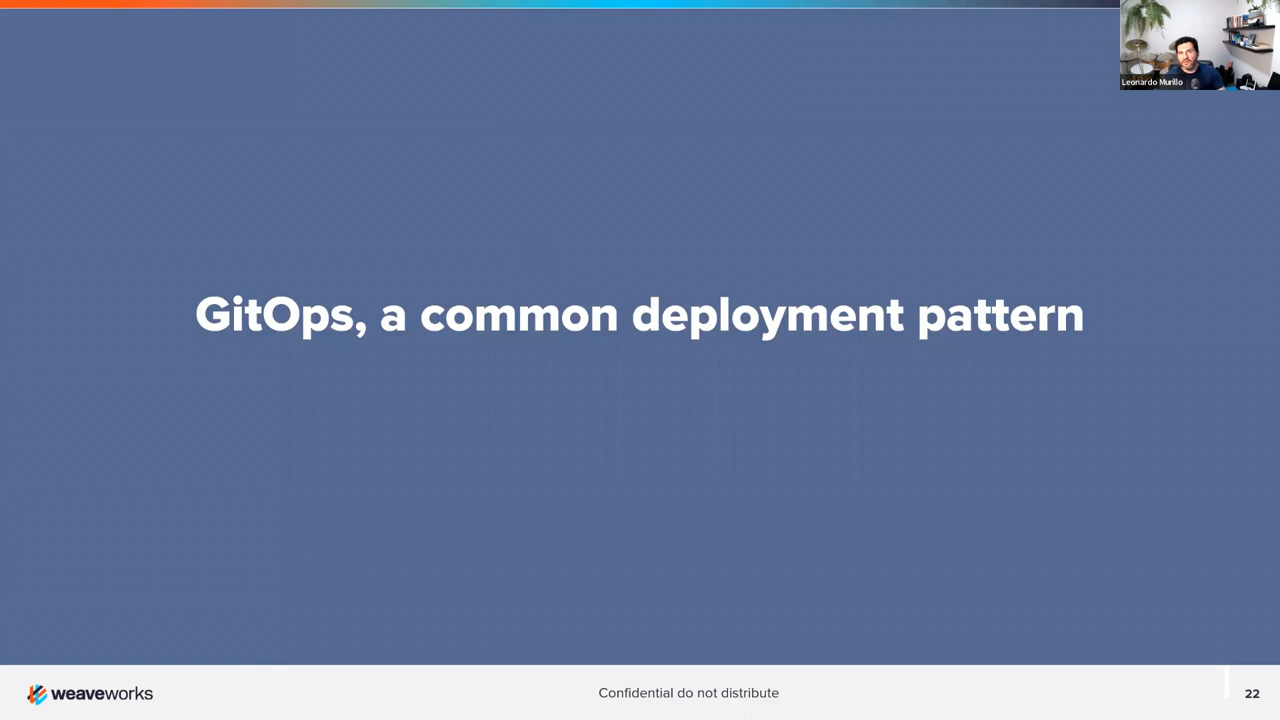 Leonardo Murillo
GitOps, a common deployment pattern
weaveworks
Confidential do not distribute
22